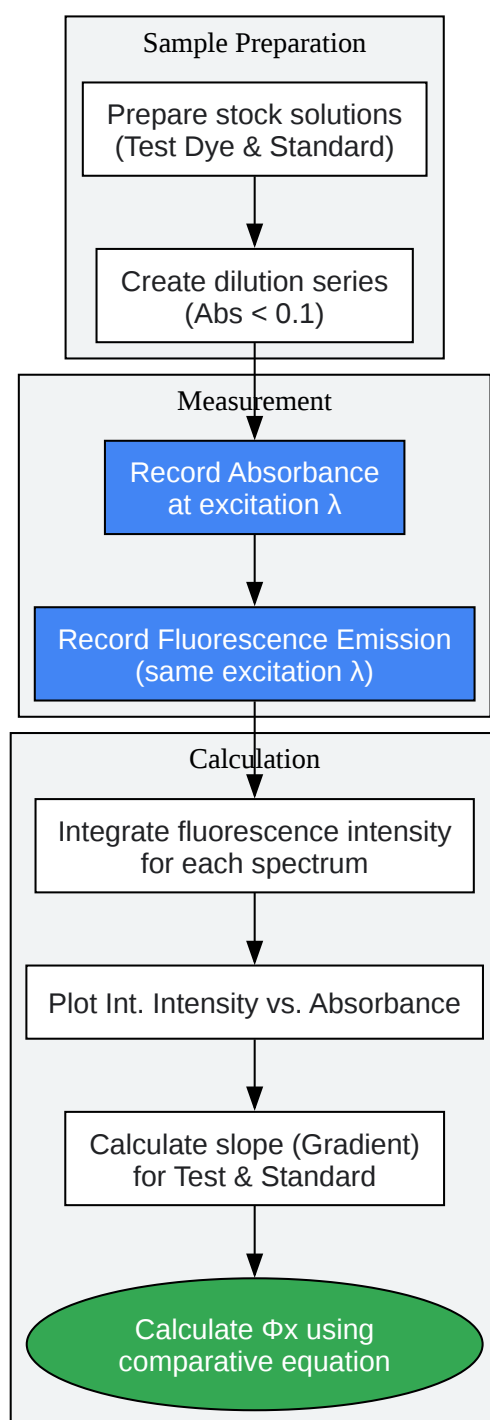 Sample Preparation
Prepare stock solutions
(Test Dye & Standard)
Create dilution series
(Abs < 0.1)
Measurement
Record Absorbance
at excitation λ
Record Fluorescence Emission
(same excitation λ)
Calculation
Integrate fluorescence intensity
for each spectrum
Plot Int. Intensity vs. Absorbance
Calculate slope (Gradient)
for Test & Standard
Calculate Φx using
comparative equation